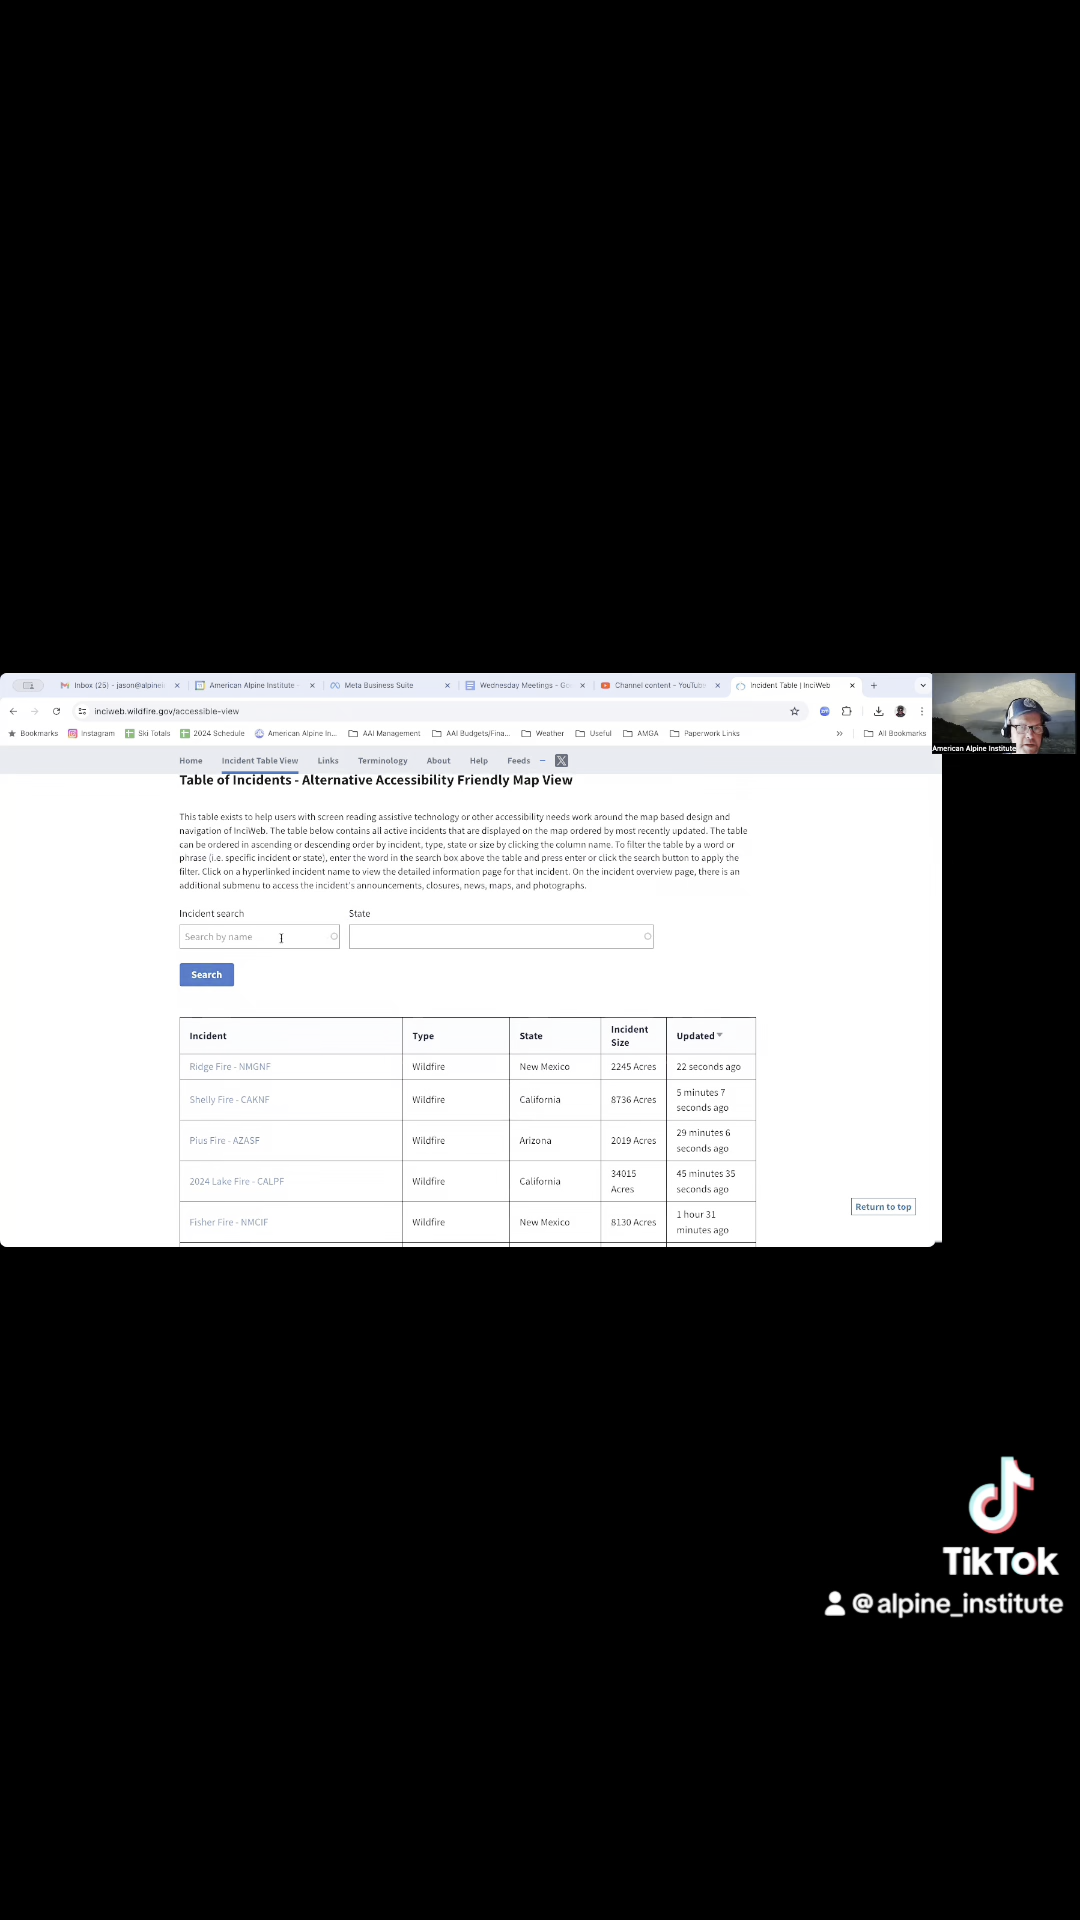 Inbox (25) - jason@alpinei
American Alpine Institute -
Meta Business Suite
Wednesday Meetings - Go
Channel content - YouTube
Incident Table | InciWeb
inciweb.wildfire.gov/accessible-view
Bookmarks
Instagram
Ski Totals
2024 Schedule
American Alpine In...
AAI Management
AAI Budgets/Fina...
Weather
Useful
AMGA
Paperwork Links
»
All Bookmarks
American Alpine Institute
Home
Incident Table View
Links
Terminology
About
Help
Feeds
Table of Incidents - Alternative Accessibility Friendly Map View
This table exists to help users with screen reading assistive technology or other accessibility needs work around the map based design and
navigation of InciWeb. The table below contains all active incidents that are displayed on the map ordered by most recently updated. The table
can be ordered in ascending or descending order by incident, type, state or size by clicking the column name. To filter the table by a word or
phrase (i.e. specific incident or state), enter the word in the search box above the table and press enter or click the search button to apply the
filter. Click on a hyperlinked incident name to view the detailed information page for that incident. On the incident overview page, there is an
additional submenu to access the incident's announcements, closures, news, maps, and photographs.
Incident search
State
Search by name
Search
Incident
Type
State
Incident
Size
Updated
Ridge Fire - NMGNF
Wildfire
New Mexico
2245 Acres
22 seconds ago
Shelly Fire - CAKNF
Wildfire
California
8736 Acres
5 minutes 7
seconds ago
Pius Fire - AZASF
Wildfire
Arizona
2019 Acres
29 minutes 6
seconds ago
2024 Lake Fire - CALPF
Wildfire
California
34015
Acres
45 minutes 35
seconds ago
Fisher Fire - NMCIF
Wildfire
New Mexico
8130 Acres
1 hour 31
minutes ago
Return to top
TikTok
@alpine_institute